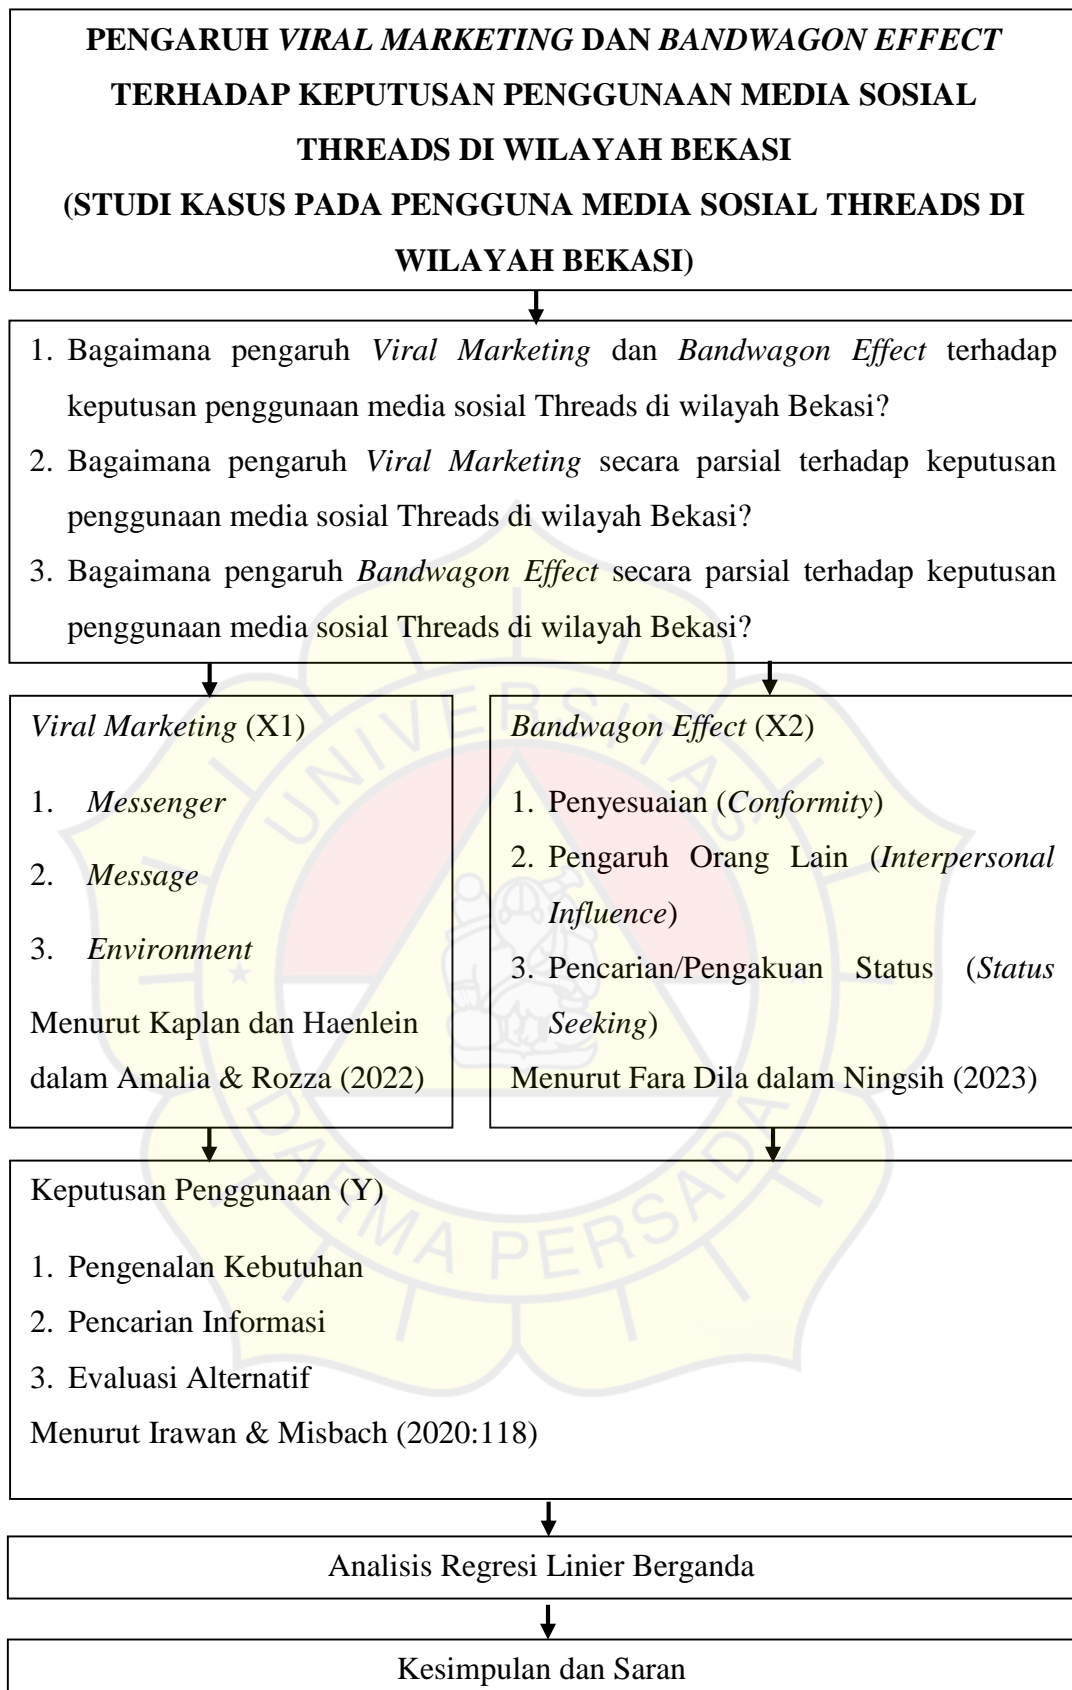 PENGARUH VIRAL MARKETING DAN BANDWAGON EFFECT
TERHADAP KEPUTUSAN PENGGUNAAN MEDIA SOSIAL
THREADS DI WILAYAH BEKASI
(STUDI KASUS PADA PENGGUNA MEDIA SOSIAL THREADS DI
WILAYAH BEKASI)
1. Bagaimana pengaruh Viral Marketing dan Bandwagon Effect terhadap
keputusan penggunaan media sosial Threads di wilayah Bekasi?
2. Bagaimana pengaruh Viral Marketing secara parsial terhadap keputusan
penggunaan media sosial Threads di wilayah Bekasi?
3. Bagaimana pengaruh Bandwagon Effect secara parsial terhadap keputusan
penggunaan media sosial Threads di wilayah Bekasi?
Viral Marketing (X1)
1. Messenger
2. Message
3. Environment
Menurut Kaplan dan Haenlein
dalam Amalia & Rozza (2022)
Bandwagon Effect (X2)
1. Penyesuaian (Conformity)
2. Pengaruh Orang Lain (Interpersonal
Influence)
3. Pencarian/Pengakuan Status (Status
Seeking)
Menurut Fara Dila dalam Ningsih (2023)
Keputusan Penggunaan (Y)
1. Pengenalan Kebutuhan
2. Pencarian Informasi
3. Evaluasi Alternatif
Menurut Irawan & Misbach (2020:118)
Analisis Regresi Linier Berganda
Kesimpulan dan Saran
UNIVERSITAS
DARMA PERSADA